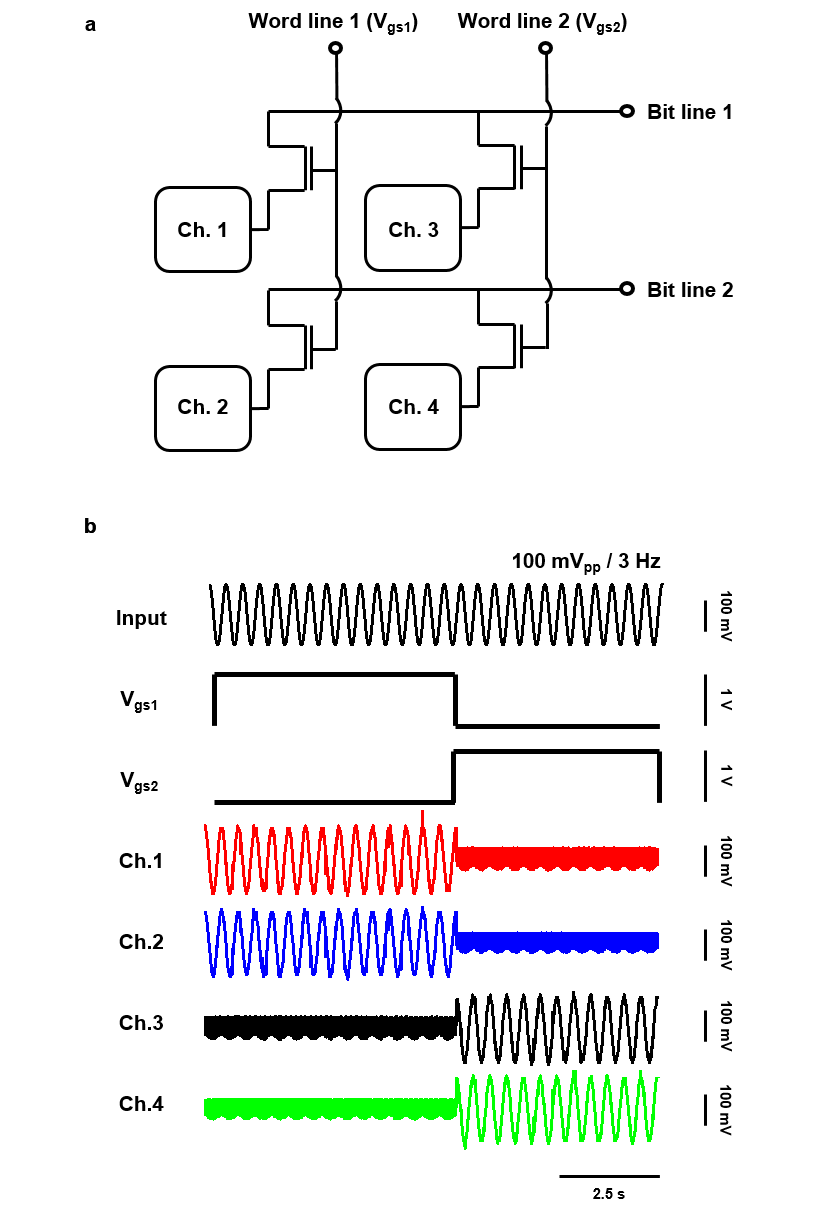 a
Word line 1 (Vgs1) Word line 2 (Vgs2)
Bit line 1
Ch. 1
Ch. 3
Bit line 2
Ch. 2
Ch. 4
b
100 mVpp / 3 Hz
Input
100 mV
Vgs1
1 V
Vgs2
1 V
Ch.1
100 mV
Ch.2
100 mV
Ch.3
100 mV
Ch.4
100 mV
2.5 s